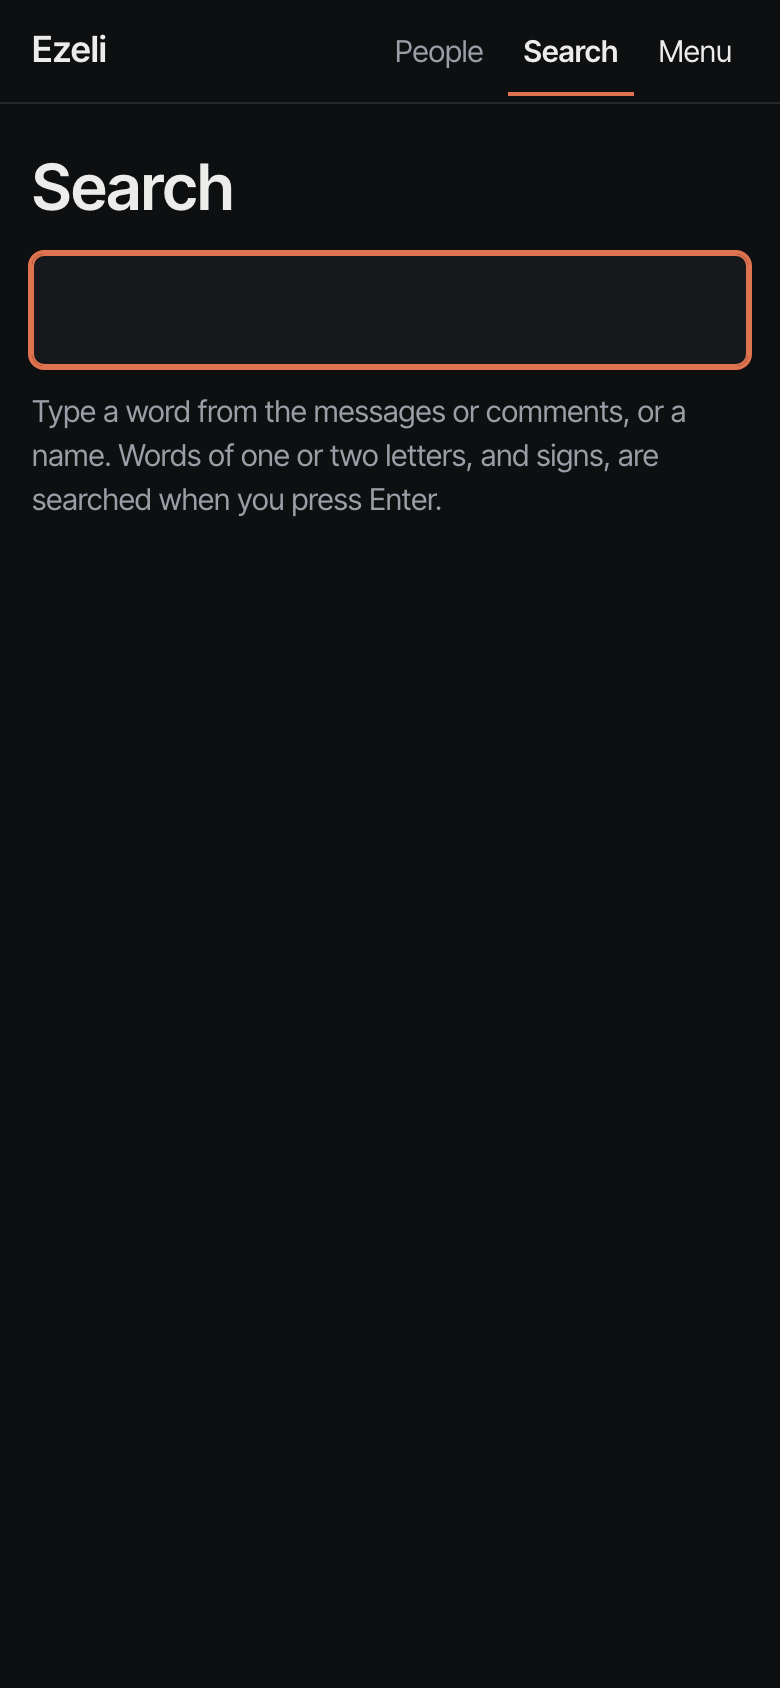 Ezeli
People
Search
Menu
Search
Type a word from the messages or comments, or a
name. Words of one or two letters, and signs, are
searched when you press Enter.